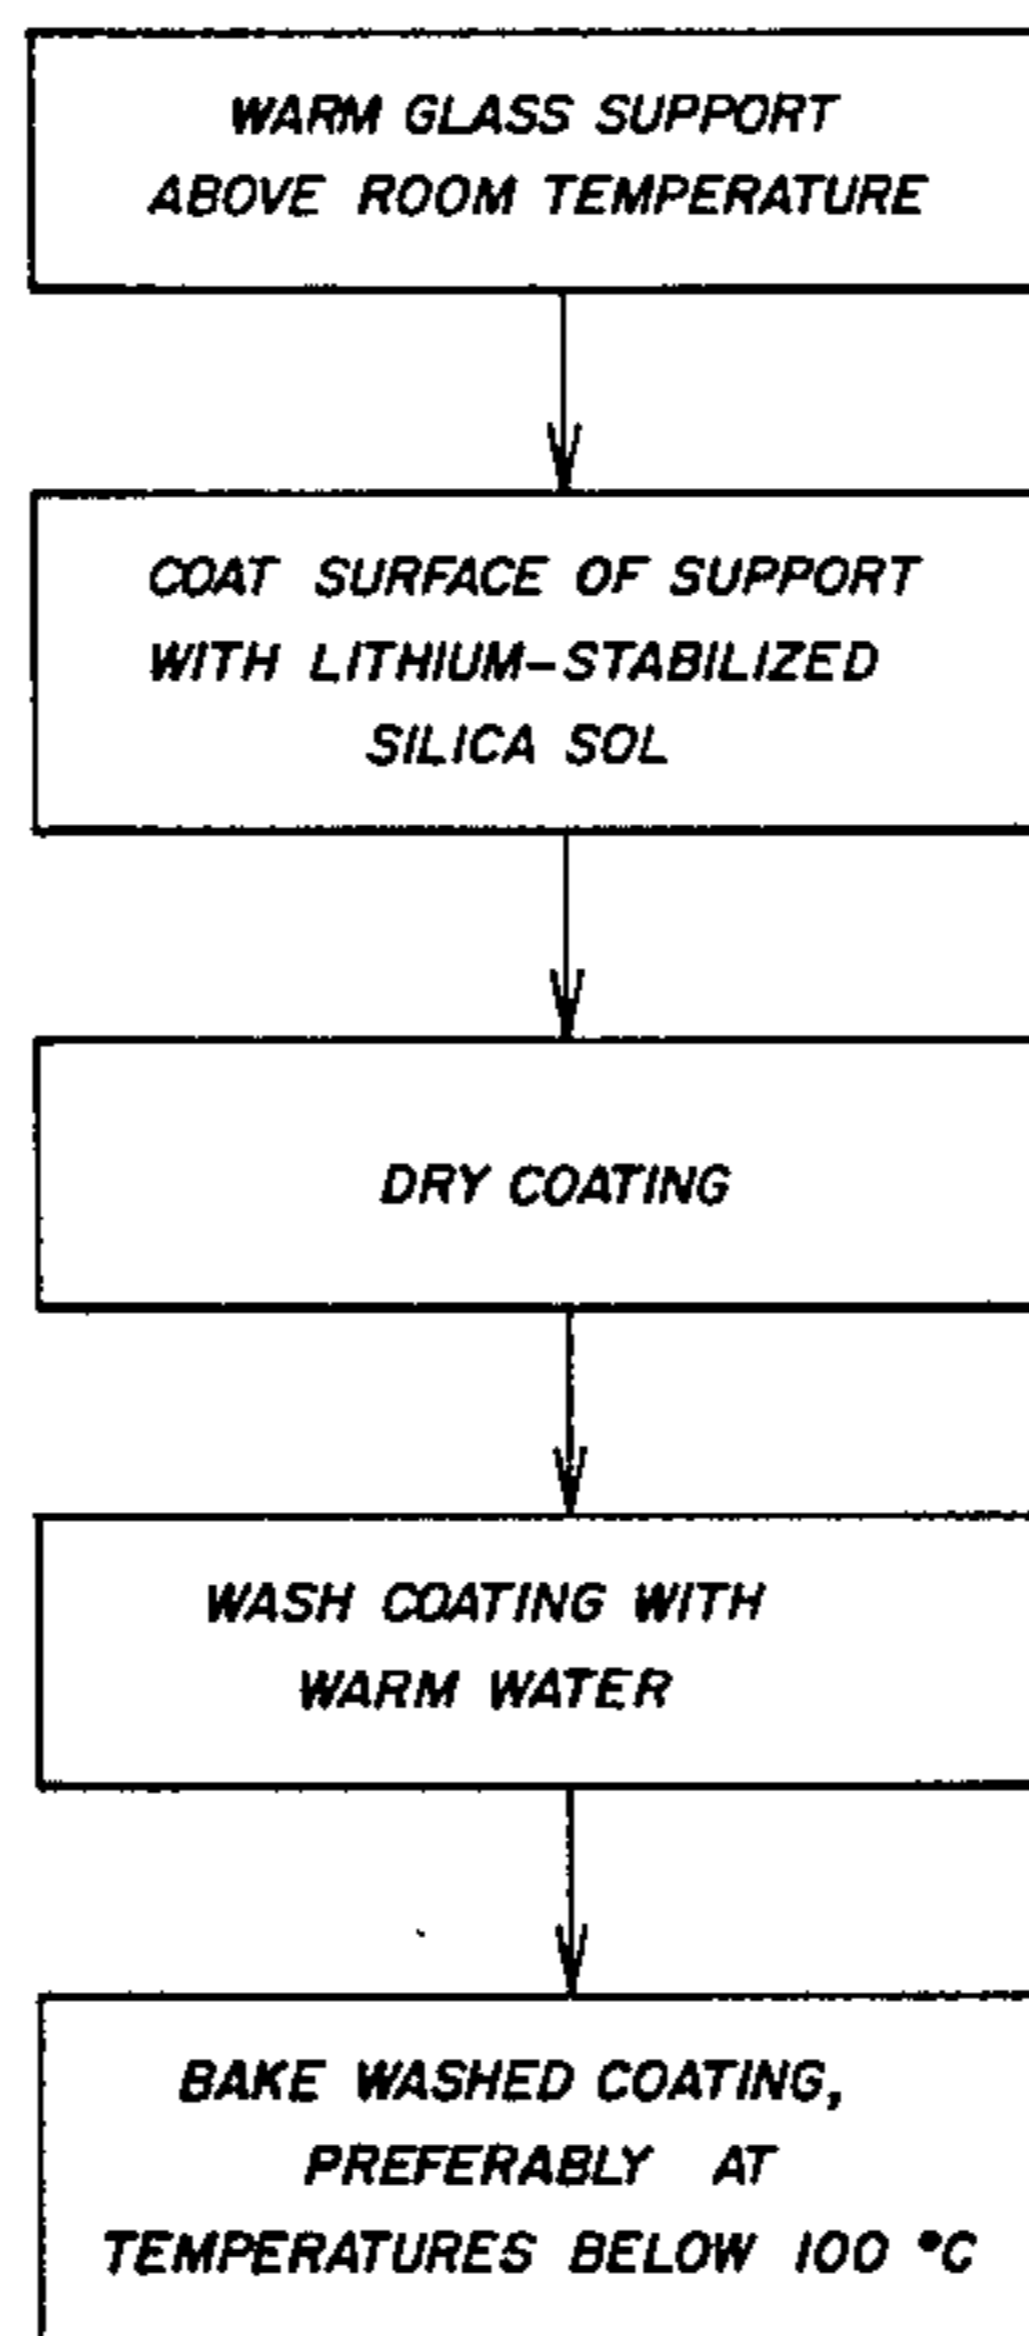 WARM GLASS SUPPORT
ABOVE ROOM TEMPERATURE
COAT SURFACE OF SUPPORT
WITH LITHIUM-STABILIZED
SILICA SOL
DRY COATING
WASH COATING WITH
WARM WATER
BAKE WASHED COATING,
PREFERABLY AT
TEMPERATURES BELOW 100 °C